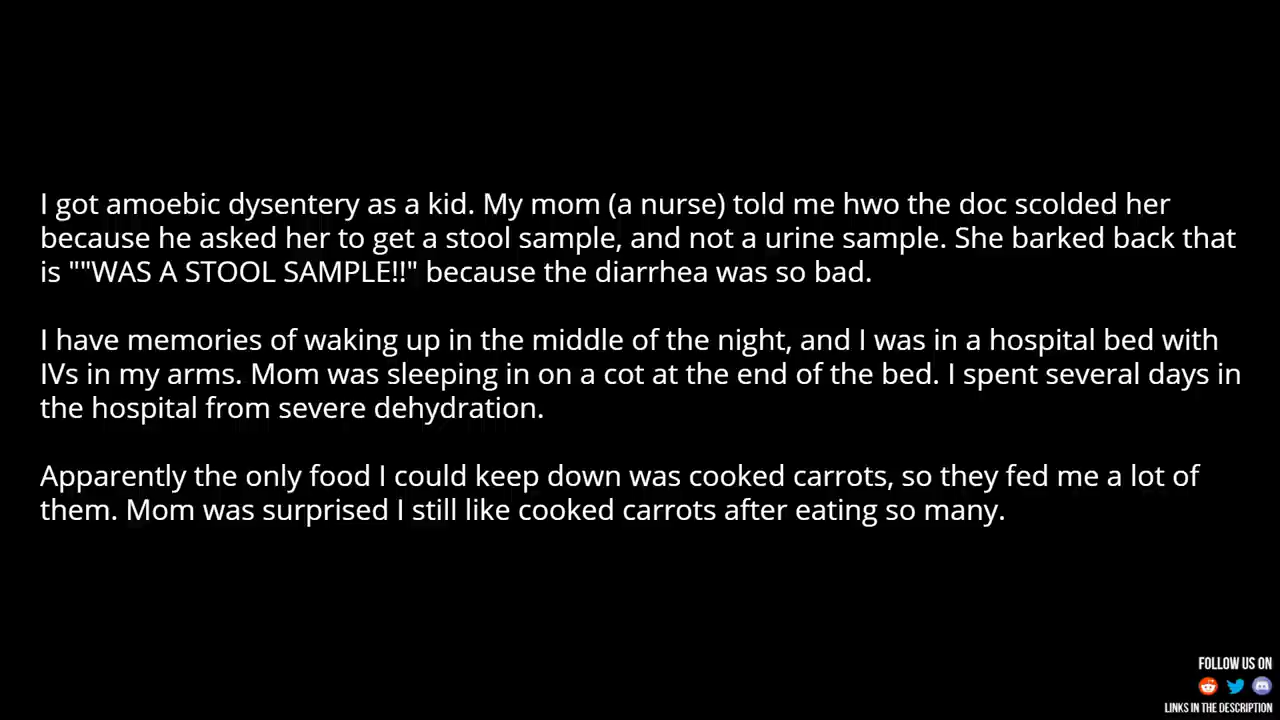 I got amoebic dysentery as a kid. My mom (a nurse) told me hwo the doc scolded her
because he asked her to get a stool sample, and not a urine sample. She barked back that
is ""WAS A STOOL SAMPLE!!" because the diarrhea was so bad.
I have memories of waking up in the middle of the night, and I was in a hospital bed with
IVs in my arms. Mom was sleeping in on a cot at the end of the bed. I spent several days in
the hospital from severe dehydration.
Apparently the only food I could keep down was cooked carrots, so they fed me a lot of
them. Mom was surprised I still like cooked carrots after eating so many.
FOLLOW US ON
LINKS IN THE DESCRIPTION